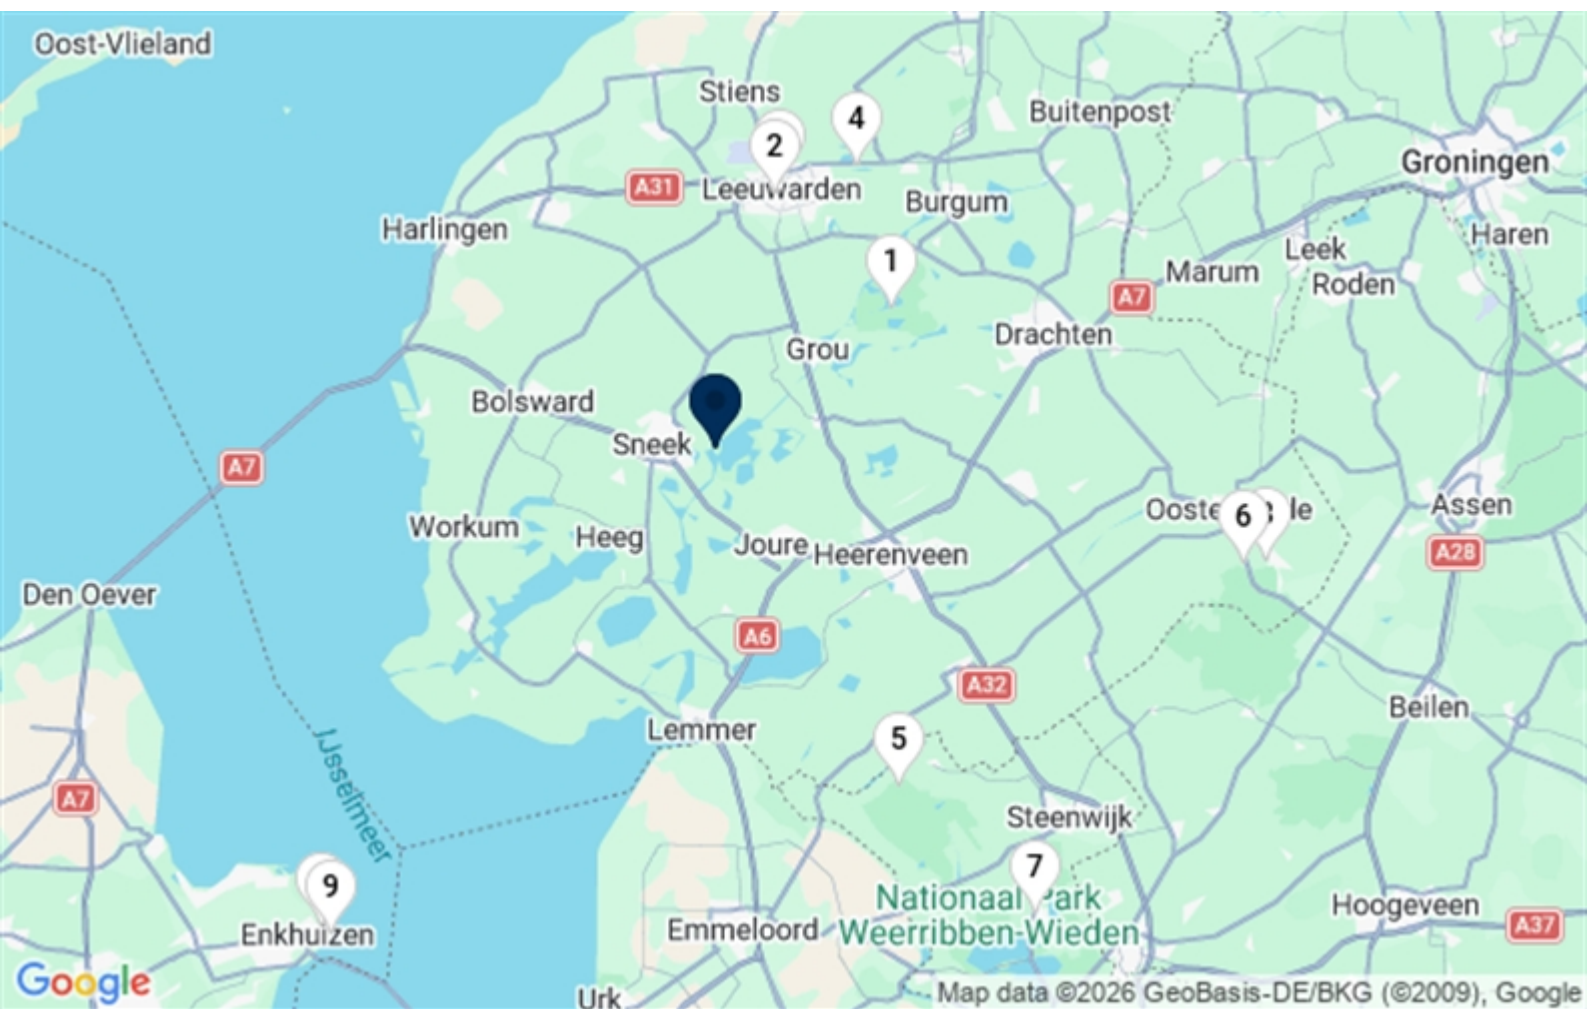 Oost-Vlieland
Stiens
4
Buitenpost
2
Groningen
A31
Leeuwarden
Burgum
Harlingen
Haren
Leek
1
Marum
Roden
A7
Drachten
Grou
Bolsward
Sneek
A7
Assen
6
Workum
Heeg
Joure
Heerenveen
A28
Den Oever
A6
A32
Beilen
Lemmer
5
IJsselmeer
A7
Steenwijk
7
9
Nationaal Park
Weerribben-Wieden
Hoogeveen
A37
Enkhuizen
Emmeloord
Google
Urk
Map data ©2026 GeoBasis-DE/BKG (©2009), Google